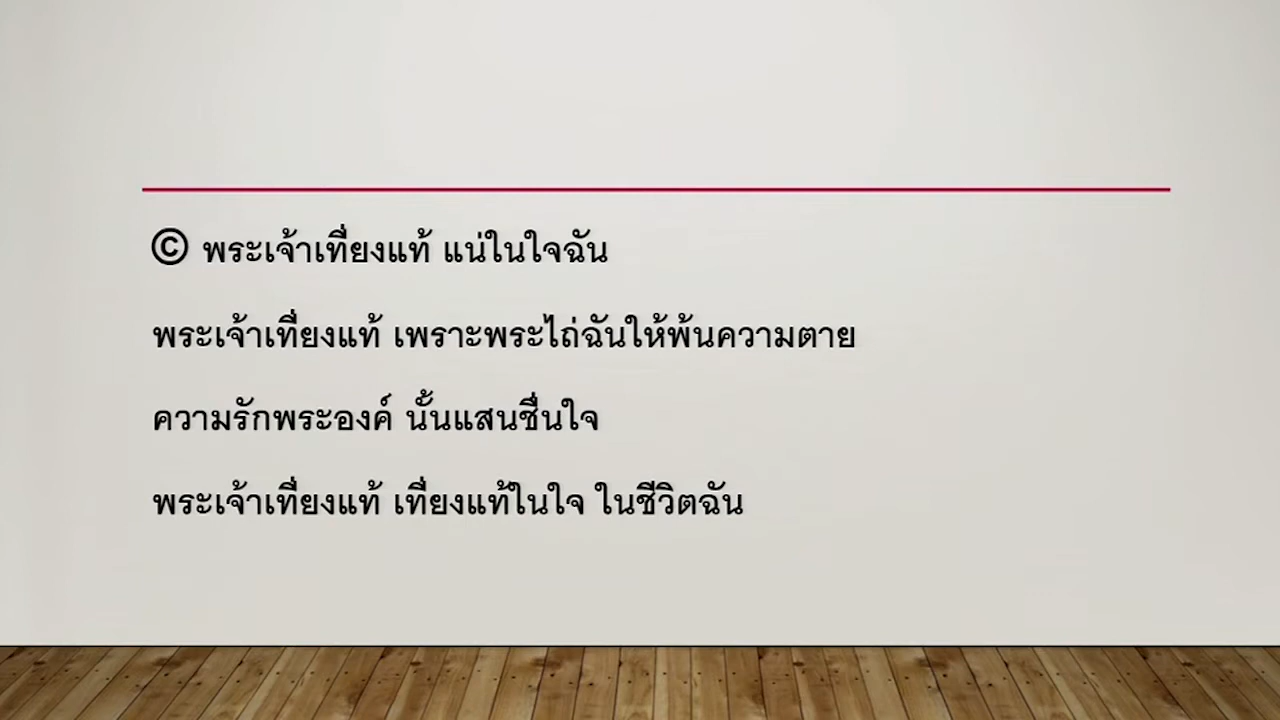 © พระเจ้าเที่ยงแท้ แน่ในใจฉัน
พระเจ้าเที่ยงแท้ เพราะพระไถ่ฉันให้พ้นความตาย
ความรักพระองค์ นั้นแสนชื่นใจ
พระเจ้าเที่ยงแท้ เที่ยงแท้ในใจ ในชีวิตฉัน